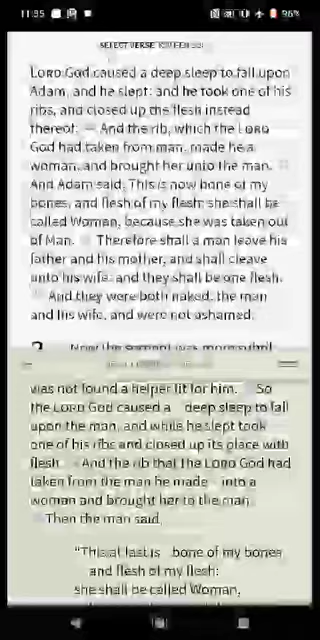 11:35
96%
LORD God caused a deep sleep to fall upon
Adam, and he slept: and he took one of his
ribs, and closed up the flesh instead
thereof; And the rib, which the LORD
God had taken from man, made he a
woman, and brought her unto the man.
And Adam said, This is now bone of my
bones, and flesh of my flesh: she shall be
called Woman, because she was taken out
of Man. Therefore shall a man leave his
father and his mother, and shall cleave
unto his wife: and they shall be one flesh.
And they were both naked, the man
and his wife, and were not ashamed.
3 Now the serpent was more subtil
was not found a helper fit for him. So
the LORD God caused a deep sleep to fall
upon the man, and while he slept took
one of his ribs and closed up its place with
flesh. And the rib that the LORD God had
taken from the man he made into a
woman and brought her to the man.
Then the man said,
"This at last is bone of my bones
and flesh of my flesh;
she shall be called Woman,